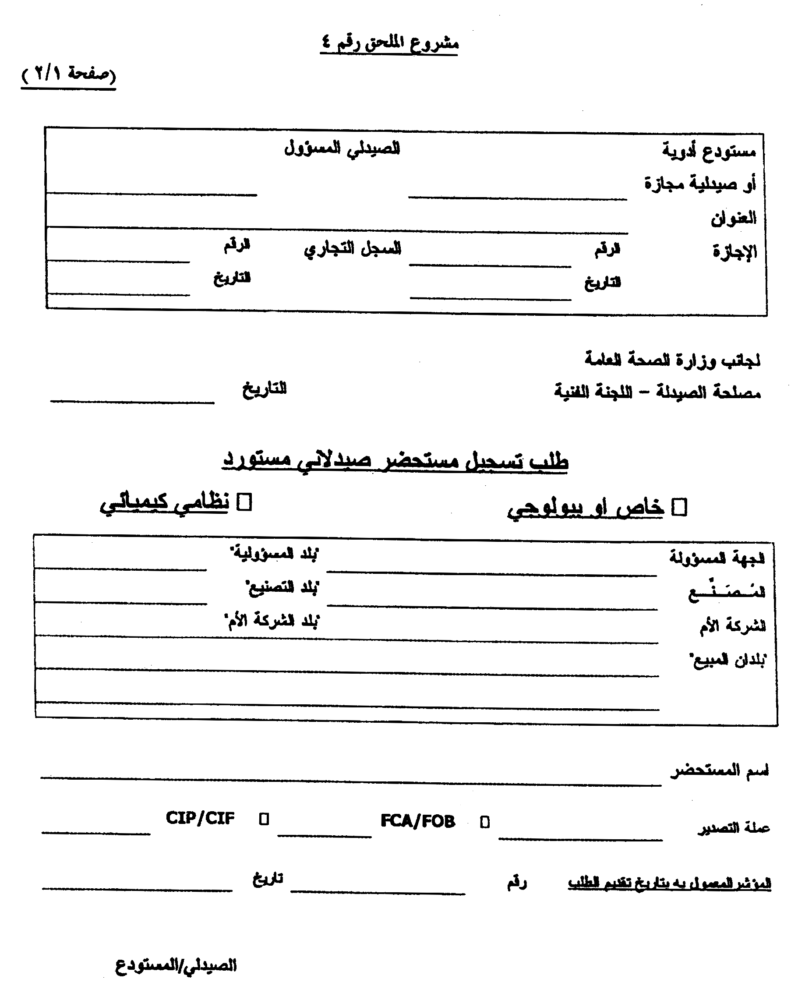 مشروع الملحق رقم ٤
(صفحة ٢/١ )
مستودع أدوية الصيدلي المسؤول
أو صيدلية مجازة
العنوان
الإجازة الرقم السجل التجاري الرقم
التاريخ التاريخ
لجانب وزارة الصحة العامة
مصلحة الصيدلة – اللجنة الفنية التاريخ
طلب تسجيل مستحضر صيدلاني مستورد
□ خاص او بيولوجي □ نظامي كيميائي
الجهة المسؤولة "بلد المسؤولية"
المُـصَـنِّـع "بلد التصنيع"
الشركة الأم "بلد الشركة الأم"
"بلدان المبيع"
اسم المستحضر
عملة التصدير □ FCA/FOB □ CIP/CIF
المؤشر المعمول به بتاريخ تقديم الطلب رقم تاريخ
الصيدلي/المستودع